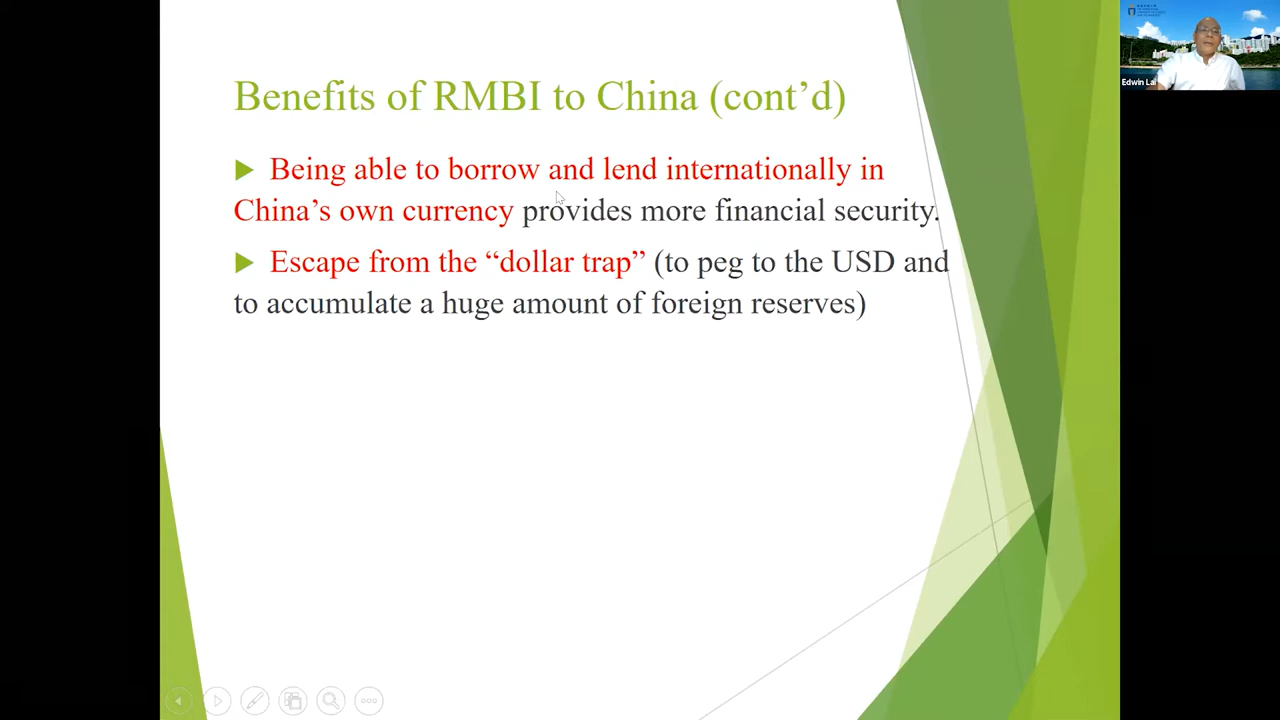 Benefits of RMBI to China (cont’d)
Being able to borrow and lend internationally in
China’s own currency provides more financial security.
Escape from the “dollar trap” (to peg to the USD and
to accumulate a huge amount of foreign reserves)
Edwin Lai